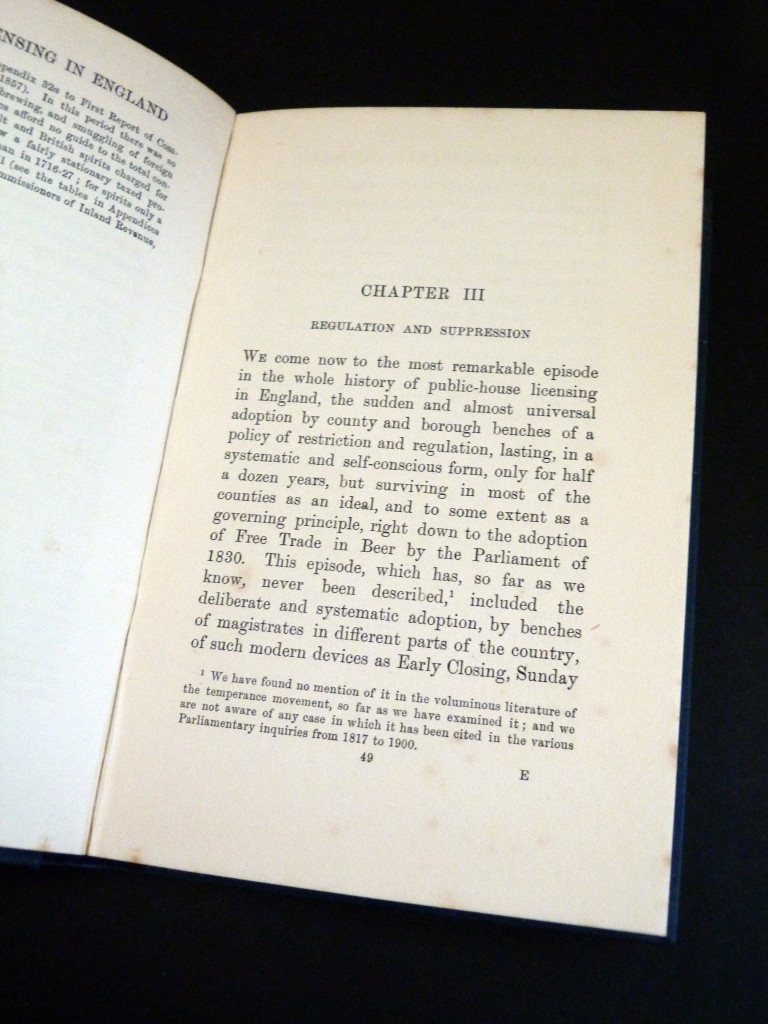 ENSING IN ENGLAND
pendix 32a to First Report of Com-
1857). In this period there was so
brewing, and smuggling of foreign
es afford no guide to the total con-
lt and British spirits charged for
w a fairly stationary taxed pro-
an in 1716-27; for spirits only a
1 (see the tables in Appendices
mmissioners of Inland Revenue,
CHAPTER III
REGULATION AND SUPPRESSION
WE come now to the most remarkable episode
in the whole history of public-house licensing
in England, the sudden and almost universal
adoption by county and borough benches of a
policy of restriction and regulation, lasting, in a
systematic and self-conscious form, only for half
a dozen years, but surviving in most of the
counties as an ideal, and to some extent as a
governing principle, right down to the adoption
of Free Trade in Beer by the Parliament of
1830. This episode, which has, so far as we
know, never been described,¹ included the
deliberate and systematic adoption, by benches
of magistrates in different parts of the country,
of such modern devices as Early Closing, Sunday
¹ We have found no mention of it in the voluminous literature of
the temperance movement, so far as we have examined it; and we
are not aware of any case in which it has been cited in the various
Parliamentary inquiries from 1817 to 1900.
49
E